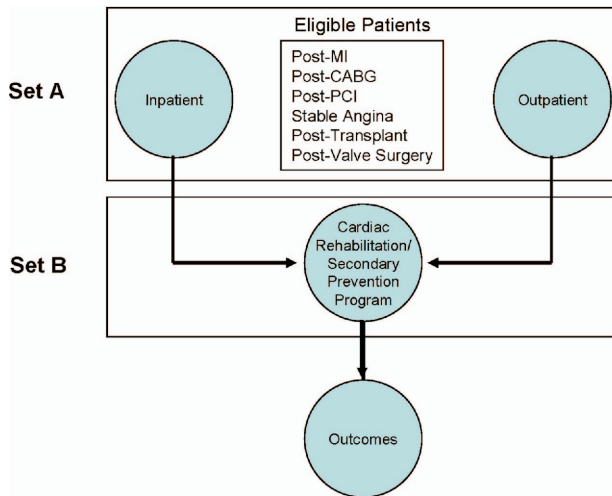 Eligible Patients
Set A
Inpatient
Post-MI
Post-CABG
Post-PCI
Stable Angina
Post-Transplant
Post-Valve Surgery
Outpatient
Set B
Cardiac
Rehabilitation/
Secondary
Prevention
Program
Outcomes